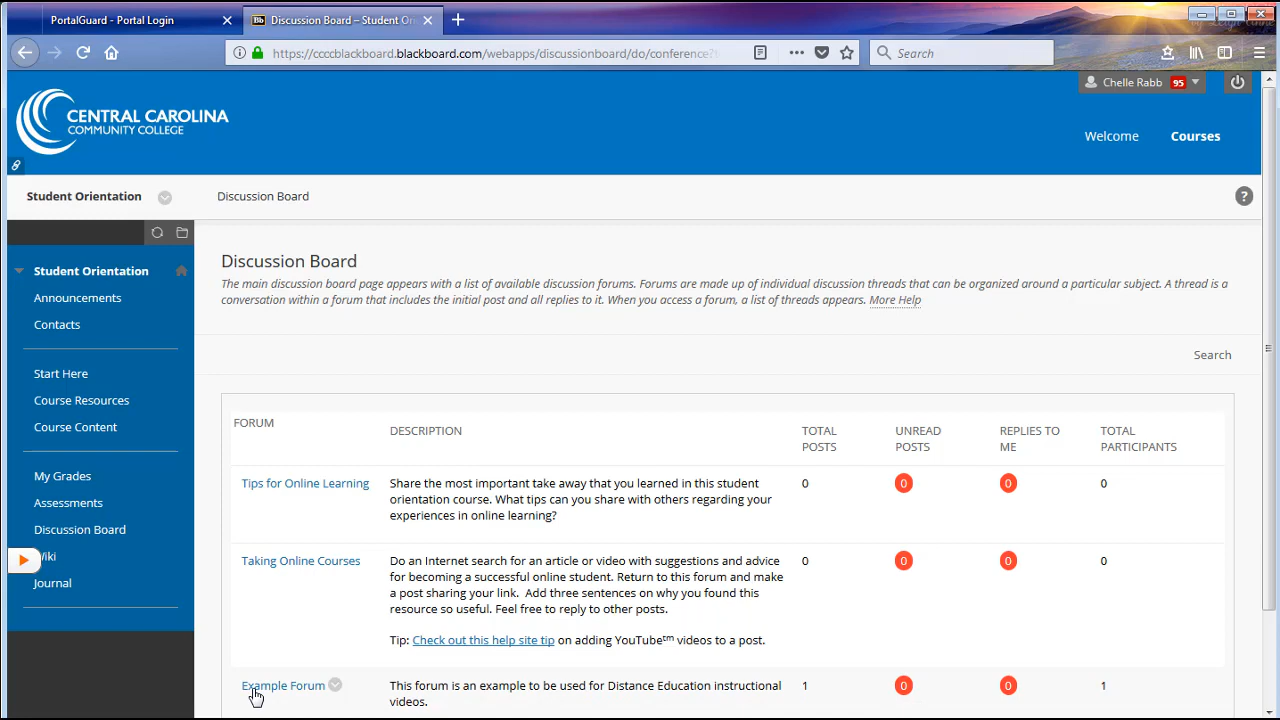 PortalGuard - Portal Login
Bb Discussion Board – Student Or
https://ccccblackboard.blackboard.com/webapps/discussionboard/do/conference?
Search
Chelle Rabb 95
CENTRAL CAROLINA
COMMUNITY COLLEGE
Welcome Courses
Student Orientation Discussion Board ?
Student Orientation
Announcements
Contacts
Start Here
Course Resources
Course Content
My Grades
Assessments
Discussion Board
Wiki
Journal
Discussion Board
The main discussion board page appears with a list of available discussion forums. Forums are made up of individual discussion threads that can be organized around a particular subject. A thread is a
conversation within a forum that includes the initial post and all replies to it. When you access a forum, a list of threads appears. More Help
Search
FORUM DESCRIPTION TOTAL POSTS UNREAD POSTS REPLIES TO ME TOTAL PARTICIPANTS
Tips for Online Learning
Share the most important take away that you learned in this student
orientation course. What tips can you share with others regarding your
experiences in online learning?
0 0 0 0
Taking Online Courses
Do an Internet search for an article or video with suggestions and advice
for becoming a successful online student. Return to this forum and make
a post sharing your link. Add three sentences on why you found this
resource so useful. Feel free to reply to other posts.
Tip: Check out this help site tip on adding YouTube™ videos to a post.
0 0 0 0
Example Forum
This forum is an example to be used for Distance Education instructional
videos.
1 0 0 1